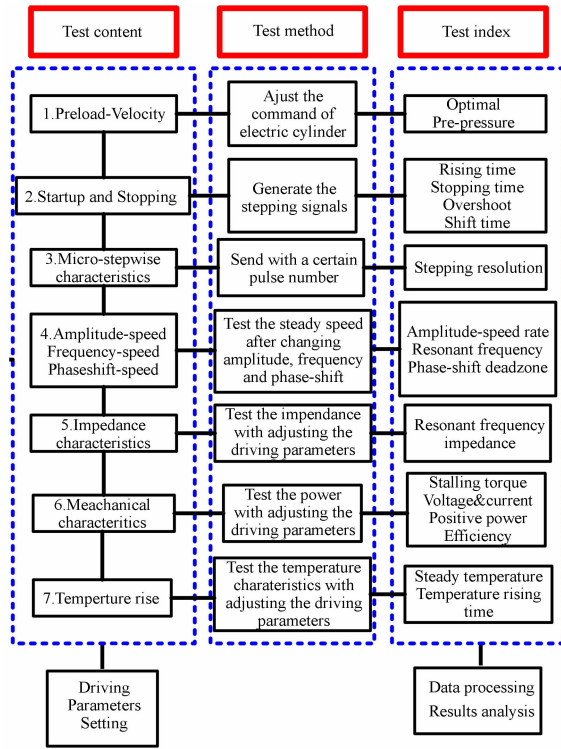 Test content
Test method
Test index
1.Preload-Velocity
Ajust the
command of
electric cylinder
Optimal
Pre-pressure
2.Startup and Stopping
Generate the
stepping signals
Rising time
Stopping time
Overshoot
Shift time
3.Micro-stepwise
characteristics
Send with a certain
pulse number
Stepping resolution
4.Amplitude-speed
Frequency-speed
Phaseshift-speed
Test the steady speed
after changing
amplitude, frequency
and phase-shift
Amplitude-speed rate
Resonant frequency
Phase-shift deadzone
5.Impedance
characteristics
Test the impendance
with adjusting the
driving parameters
Resonant frequency
impedance
6.Meachanical
characteritics
Test the power
with adjusting the
driving parameters
Stalling torque
Voltage&current
Positive power
Efficiency
7.Temperture rise
Test the temperature
charateristics with
adjusting the driving
parameters
Steady temperature
Temperature rising
time
Driving
Parameters
Setting
Data processing
Results analysis